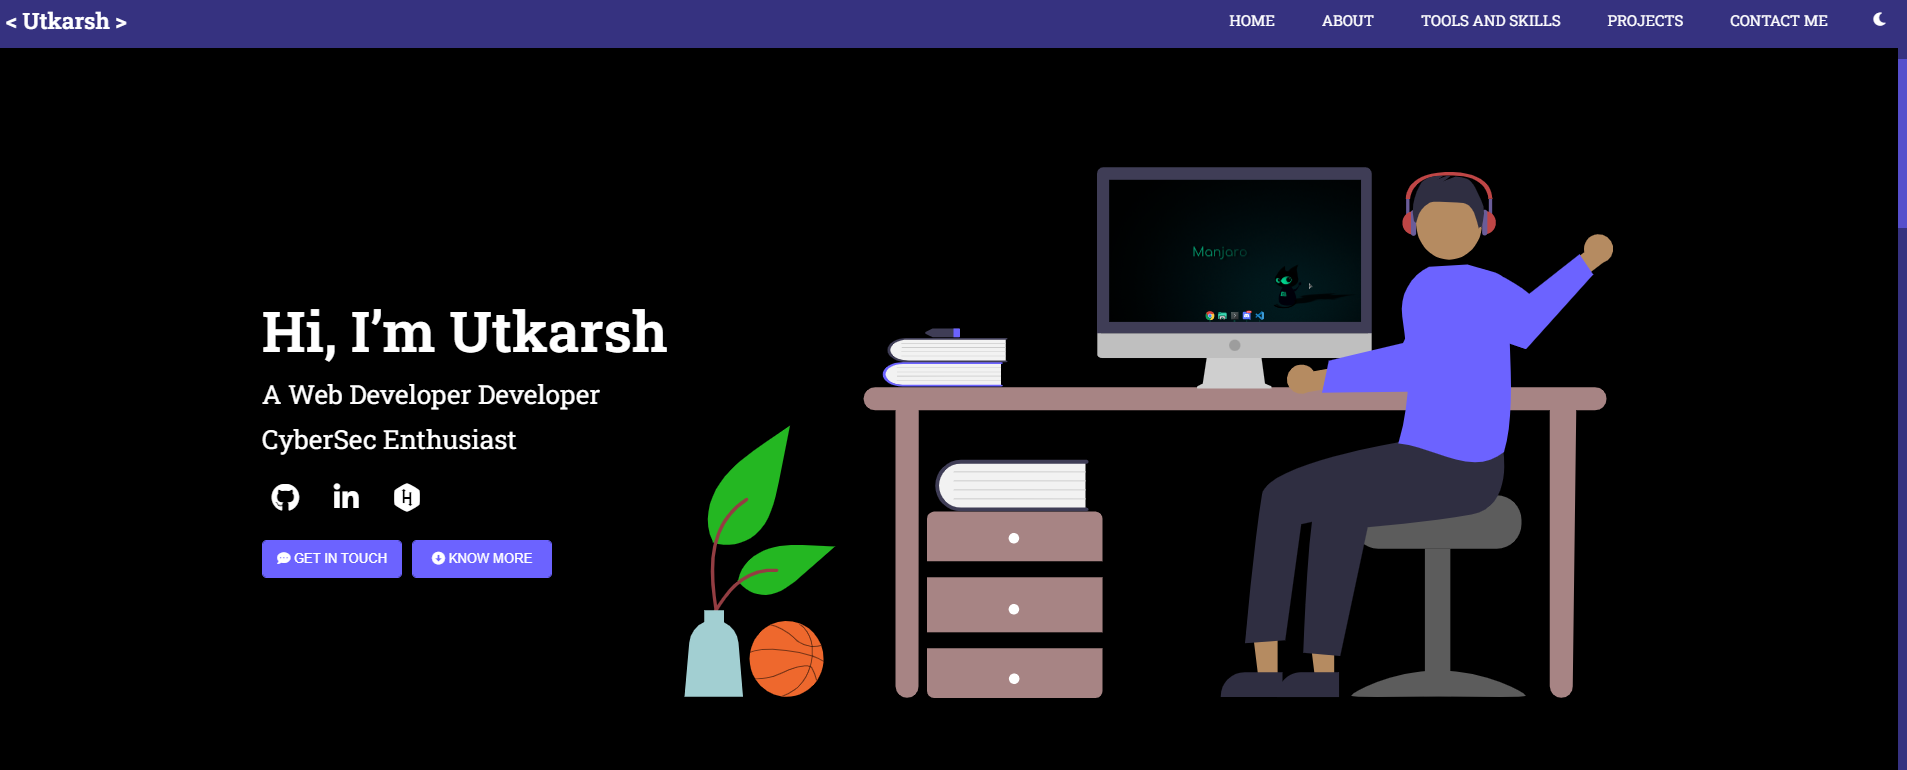 < Utkarsh >
HOME ABOUT TOOLS AND SKILLS PROJECTS CONTACT ME
Manjaro
Hi, I’m Utkarsh
A Web Developer Developer
CyberSec Enthusiast
in H
GET IN TOUCH KNOW MORE